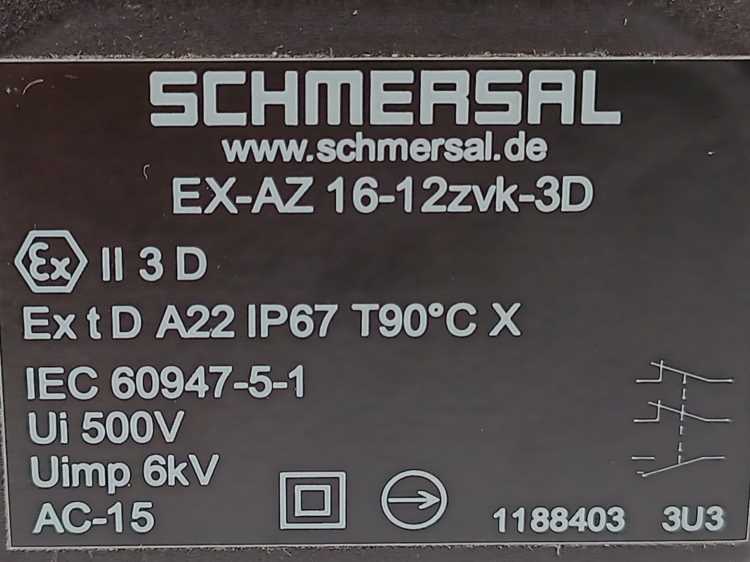 SCHMERSAL
www.schmersal.de
EX-AZ 16-12zvk-3D
Ex II 3 D
Ex t D A22 IP67 T90°C X
IEC 60947-5-1
Ui 500V
Uimp 6kV
AC-15
1188403 3U3